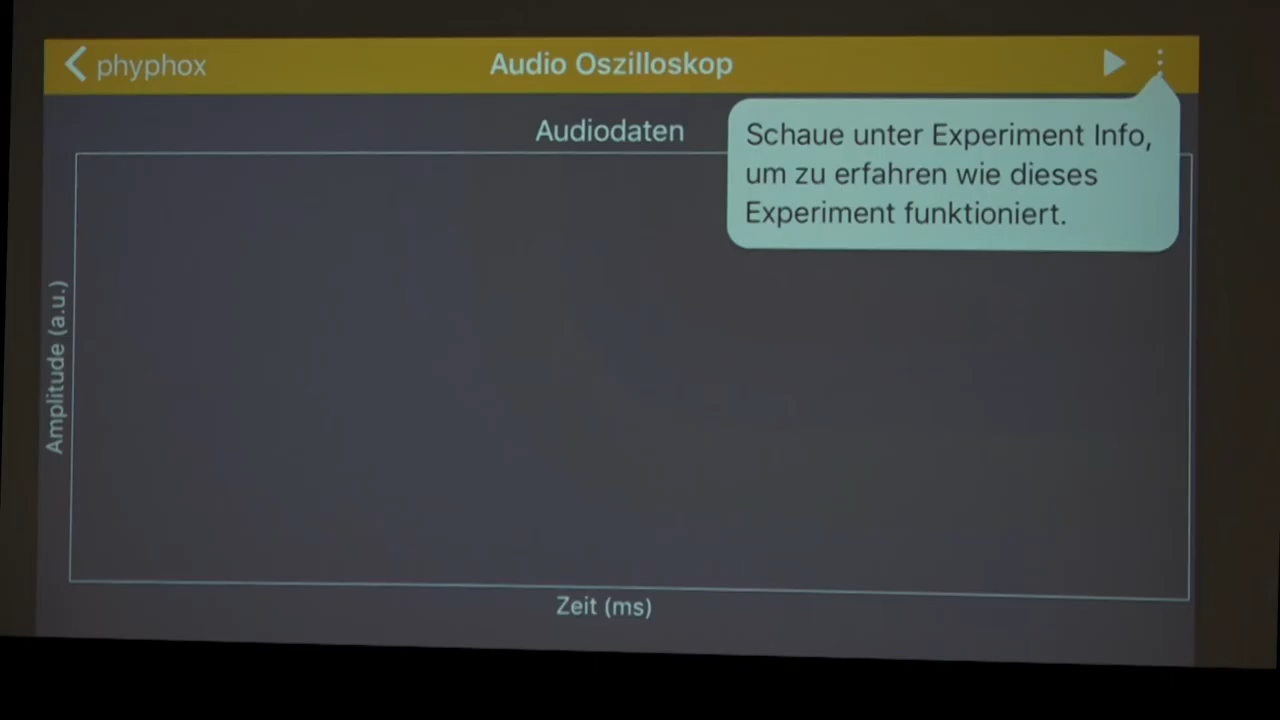 phyphox
Audio Oszilloskop
Audiodaten
Schaue unter Experiment Info,
um zu erfahren wie dieses
Experiment funktioniert.
Amplitude (a.u.)
Zeit (ms)